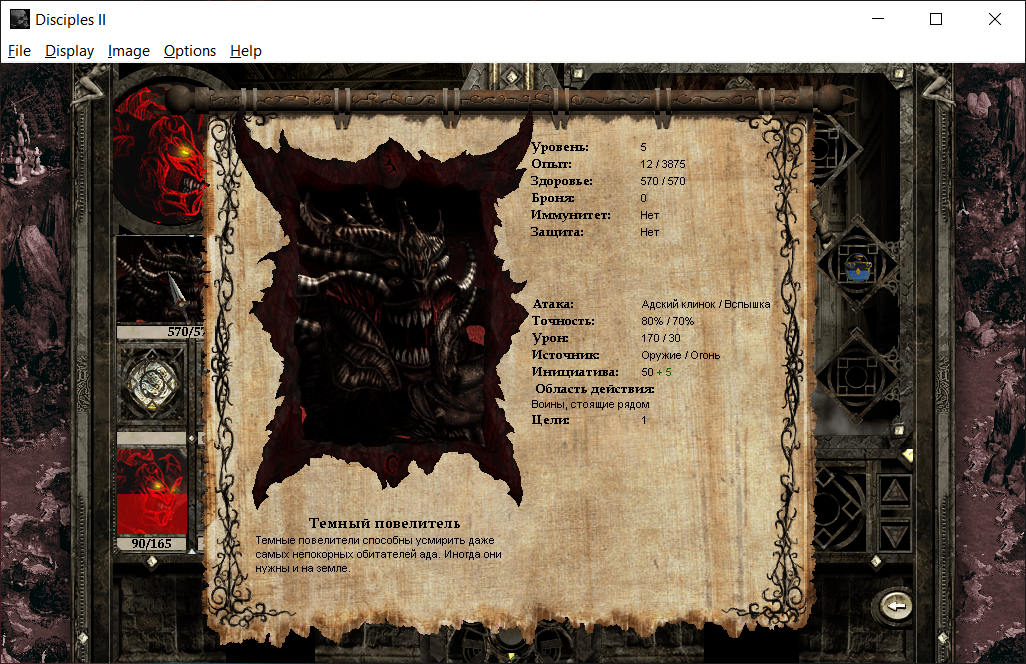 Disciples II
File Display Image Options Help
Уровень: 5
Опыт: 12 / 3875
Здоровье: 570 / 570
Броня: 0
Иммунитет: Нет
Защита: Нет
Атака: Адский клинок / Вспышка
Точность: 80% / 70%
Урон: 170 / 30
Источник: Оружие / Огонь
Инициатива: 50 + 5
Область действия:
Воины, стоящие рядом
Цели: 1
570/57
90/165
Темный повелитель
Темные повелители способны усмирить даже
самых непокорных обитателей ада. Иногда они
нужны и на земле.